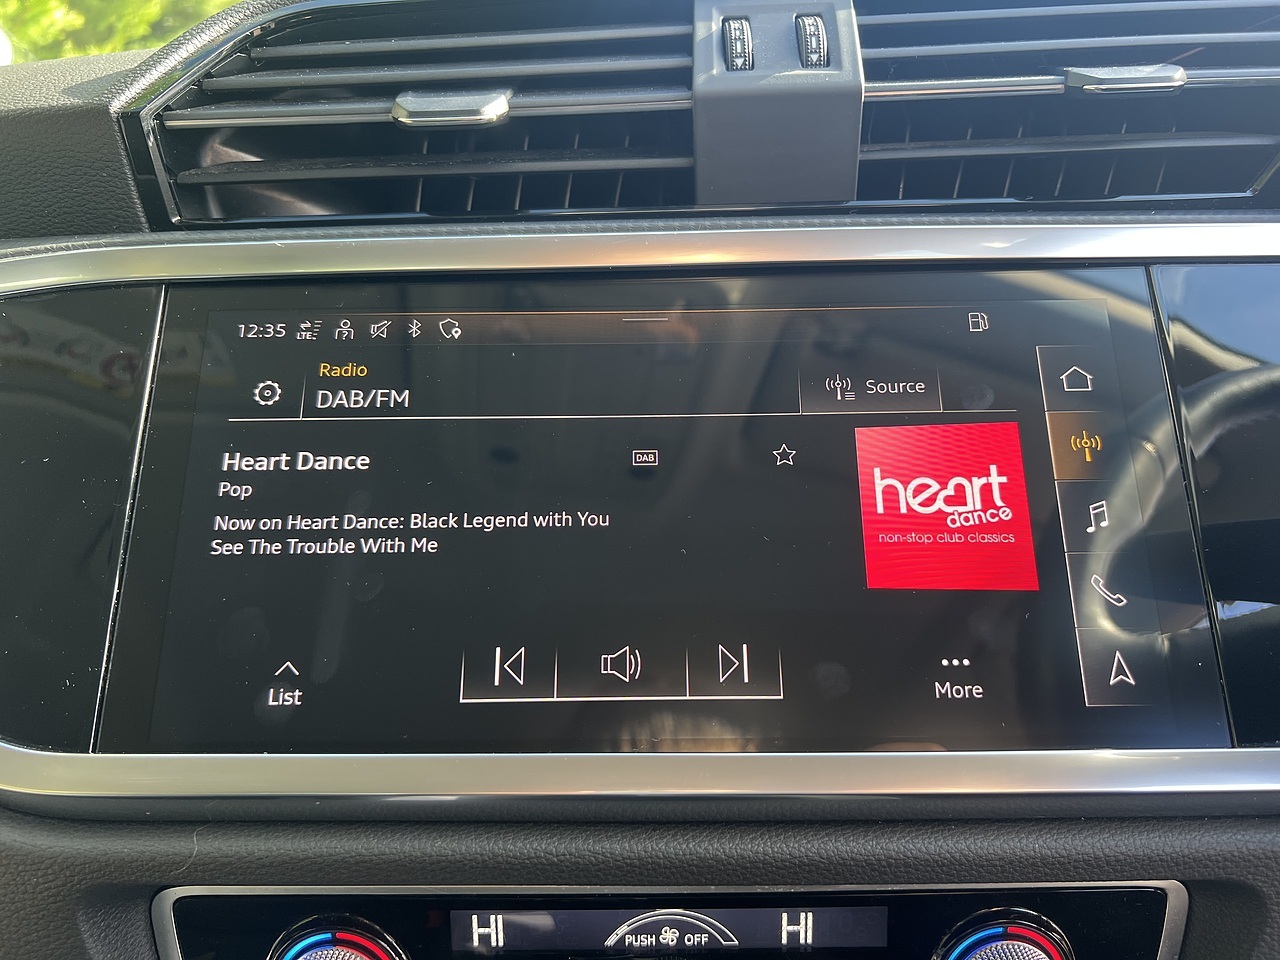 12:35 LTE
Radio
DAB/FM
Source
Heart Dance
DAB
Pop
Now on Heart Dance: Black Legend with You
See The Trouble With Me
heart
dance
non-stop club classics
List
More
HI
PUSH OFF
HI